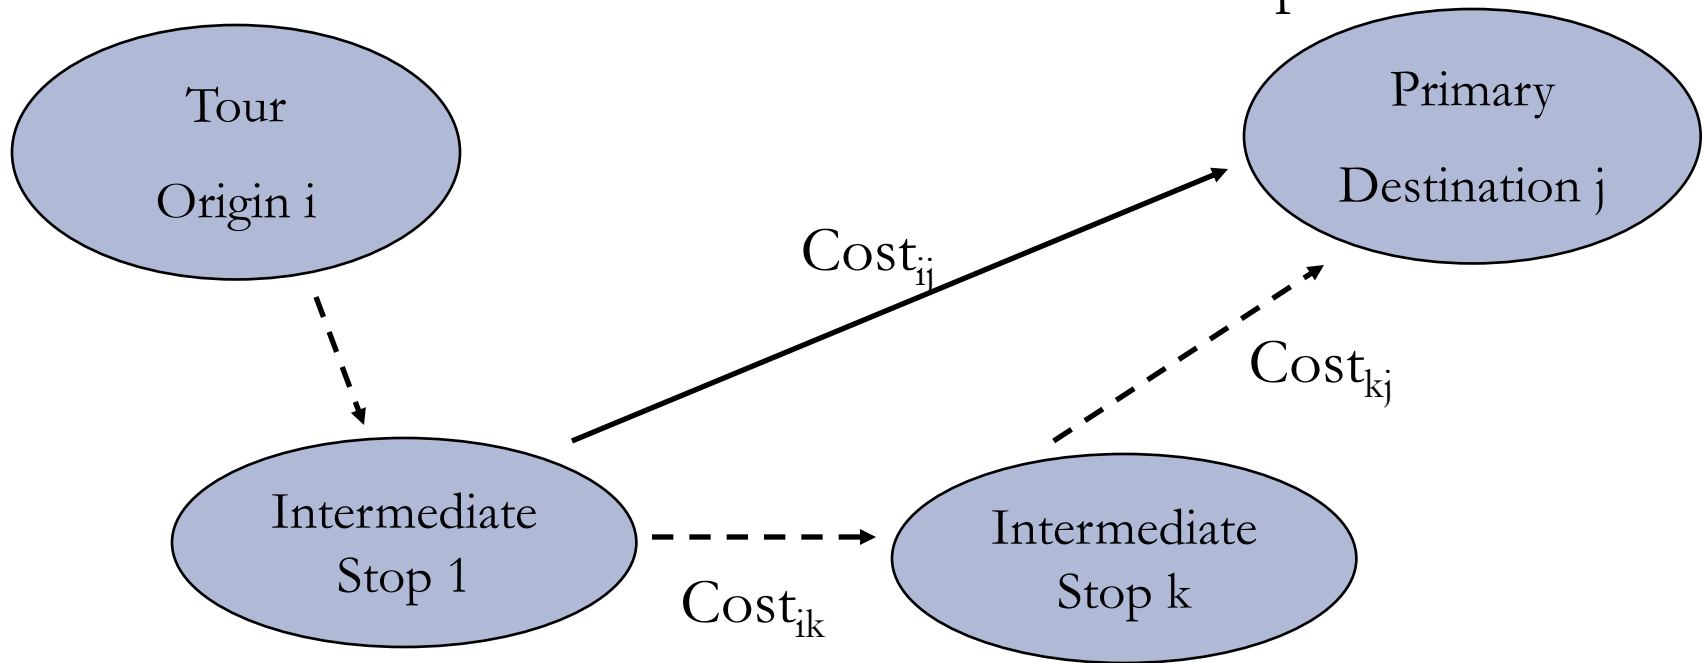 Tour
Origin i
Primary
Destination j
Cost_ij
Cost_kj
Intermediate
Stop 1
Intermediate
Stop k
Cost_ik